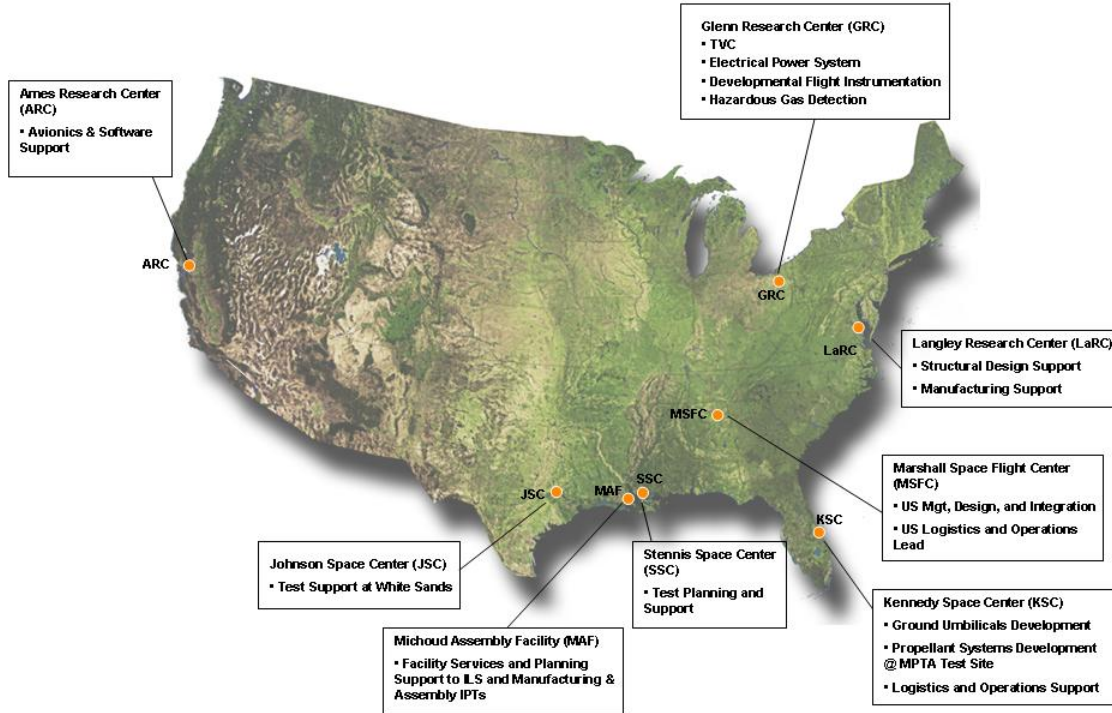 Glenn Research Center (GRC)
▪ TVC
▪ Electrical Power System
▪ Developmental Flight Instrumentation
▪ Hazardous Gas Detection
Ames Research Center
(ARC)
▪ Avionics & Software
Support
ARC
GRC
LaRC
Langley Research Center (LaRC)
▪ Structural Design Support
▪ Manufacturing Support
MSFC
Marshall Space Flight Center
(MSFC)
▪ US Mgt, Design, and Integration
▪ US Logistics and Operations
Lead
JSC
MAF
SSC
KSC
Johnson Space Center (JSC)
▪ Test Support at White Sands
Stennis Space Center
(SSC)
▪ Test Planning and
Support
Michoud Assembly Facility (MAF)
▪ Facility Services and Planning
Support to ILS and Manufacturing &
Assembly IPTs
Kennedy Space Center (KSC)
▪ Ground Umbilicals Development
▪ Propellant Systems Development
@ MPTA Test Site
▪ Logistics and Operations Support